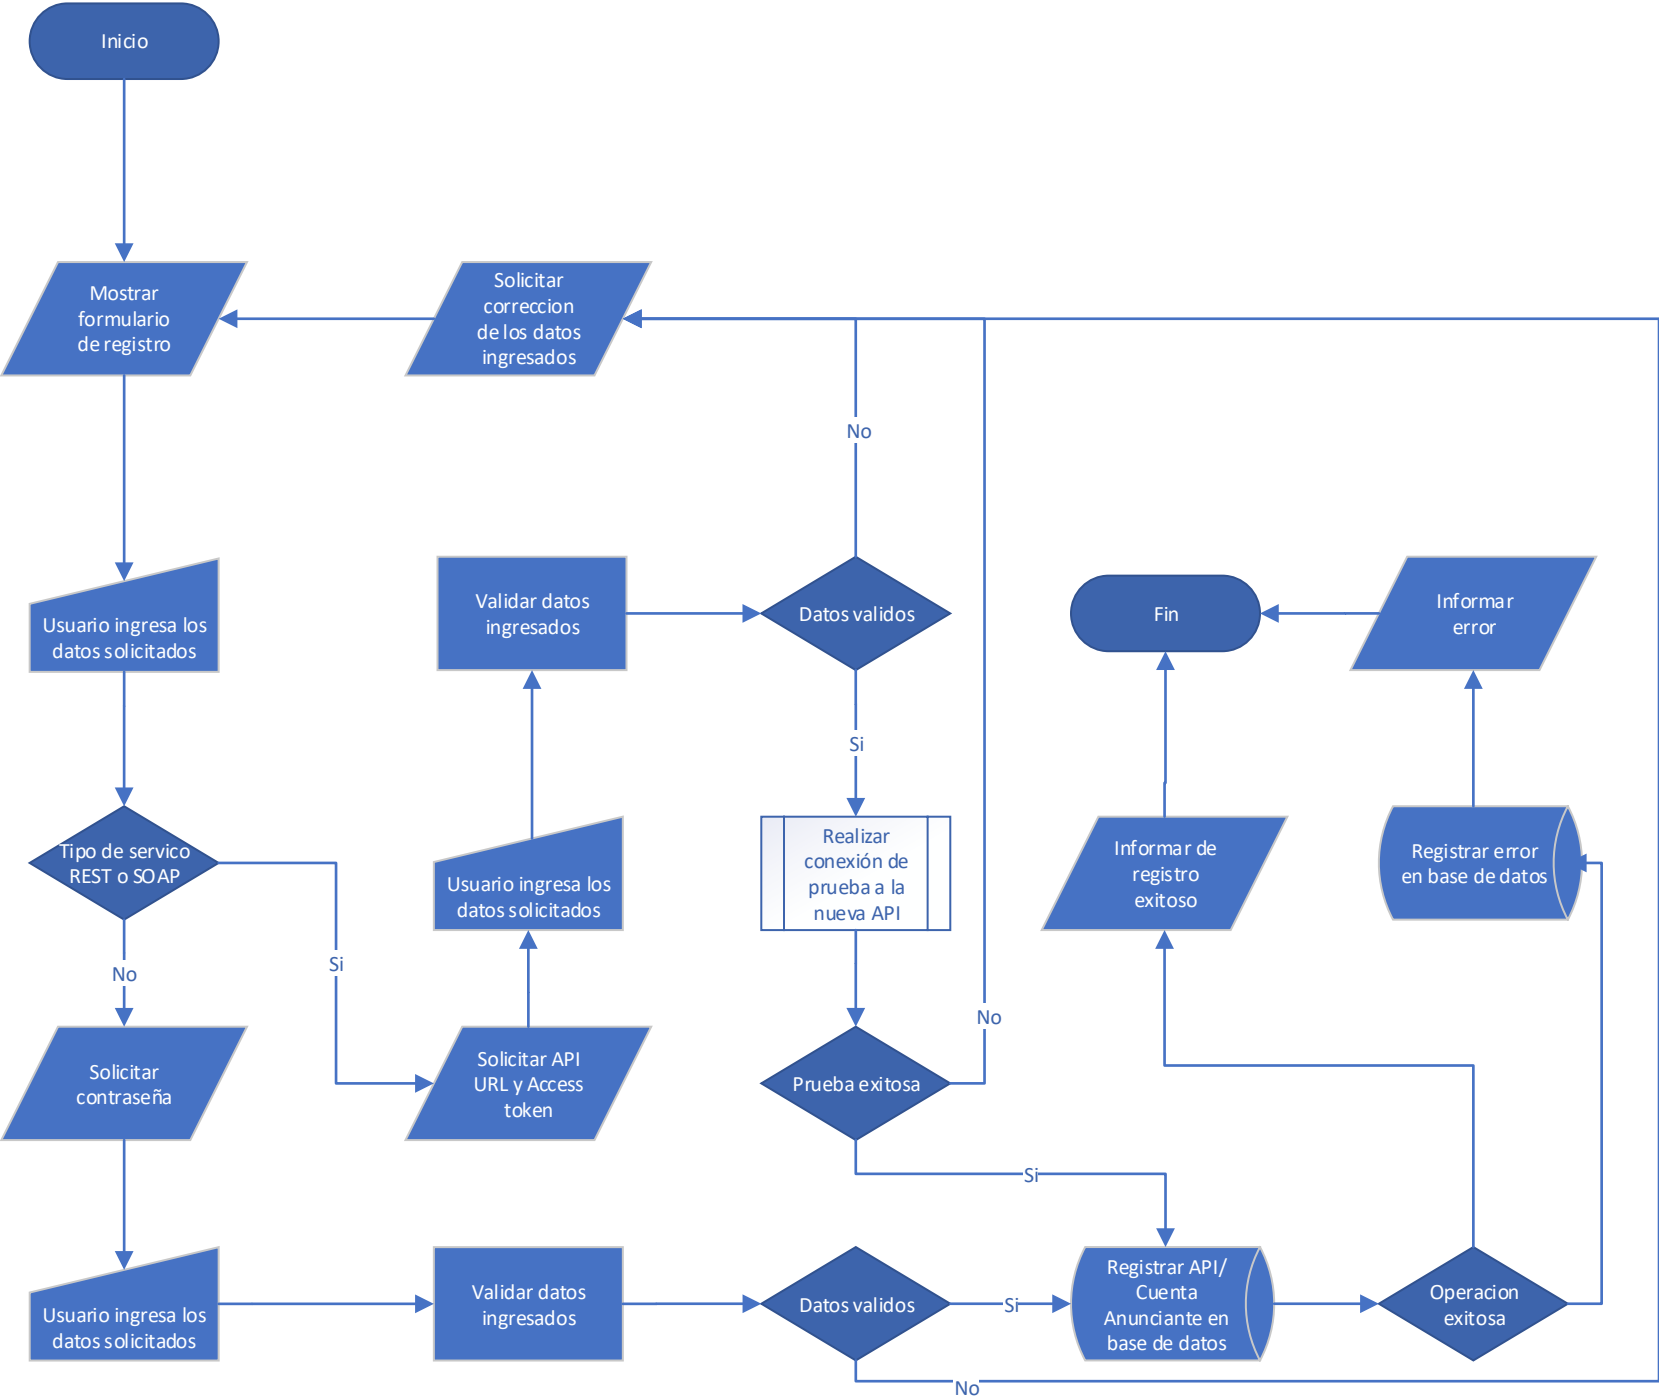 Inicio
Mostrar
formulario
de registro
Solicitar
correccion
de los datos
ingresados
No
Usuario ingresa los
datos solicitados
Validar datos
ingresados
Datos validos
Fin
Informar
error
Si
Tipo de servico
REST o SOAP
Usuario ingresa los
datos solicitados
Realizar
conexión de
prueba a la
nueva API
Informar de
registro
exitoso
Registrar error
en base de datos
No
Si
No
Solicitar
contraseña
Solicitar API
URL y Access
token
Prueba exitosa
Si
Usuario ingresa los
datos solicitados
Validar datos
ingresados
Datos validos
Si
Registrar API/
Cuenta
Anunciante en
base de datos
Operacion
exitosa
No